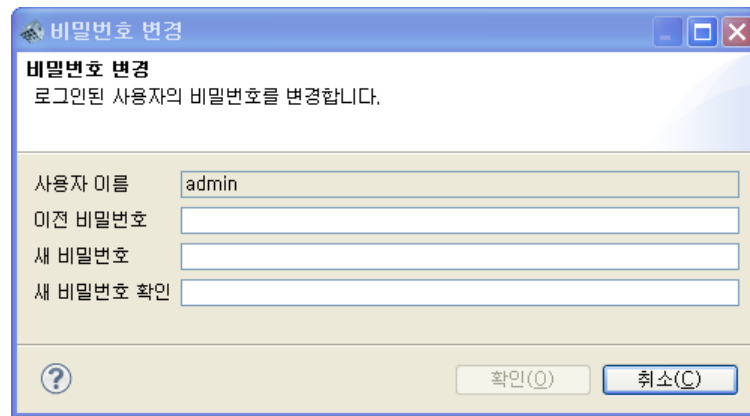 비밀번호 변경
비밀번호 변경
로그인된 사용자의 비밀번호를 변경합니다.
사용자 이름 admin
이전 비밀번호
새 비밀번호
새 비밀번호 확인
확인(O) 취소(C)